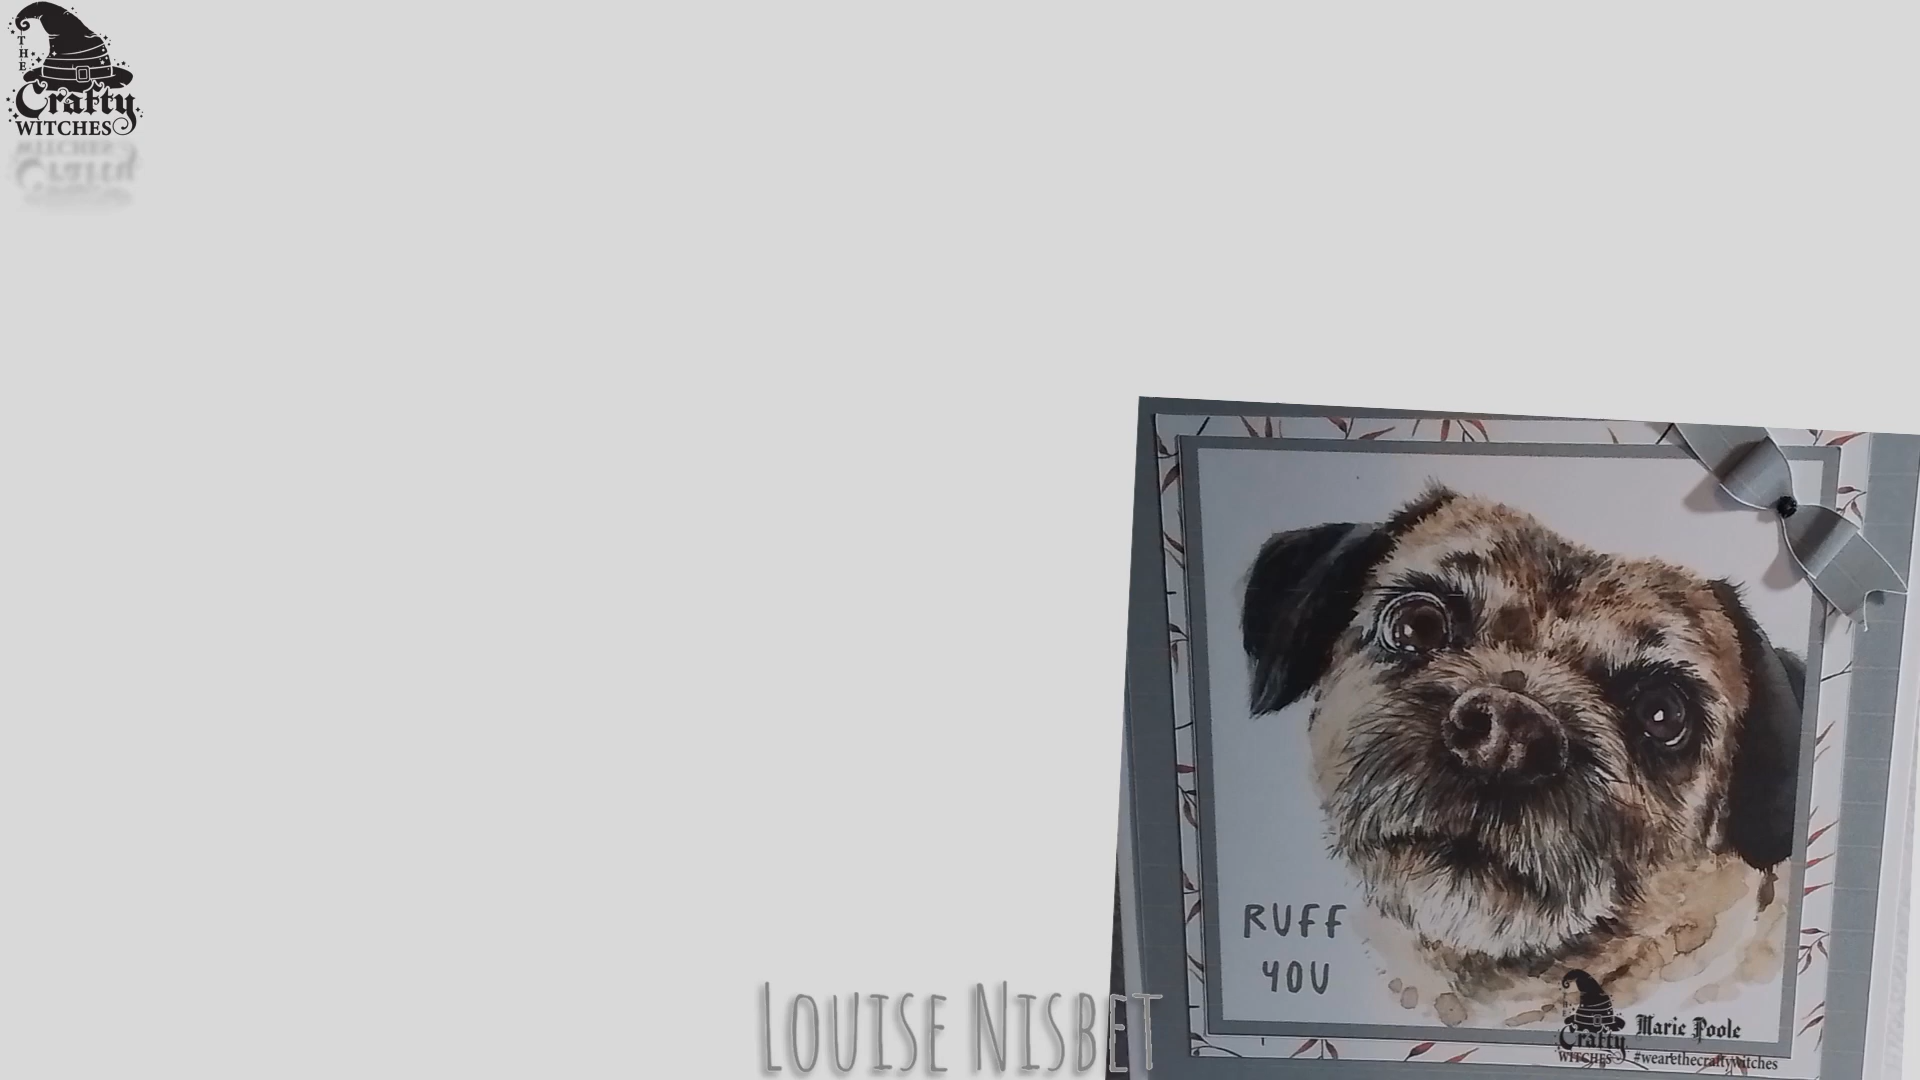 THE
Crafty
WITCHES
RUFF
YOU
Louise Nisbet
Crafty
WITCHES
Marie Poole
#wearethecraftywitches